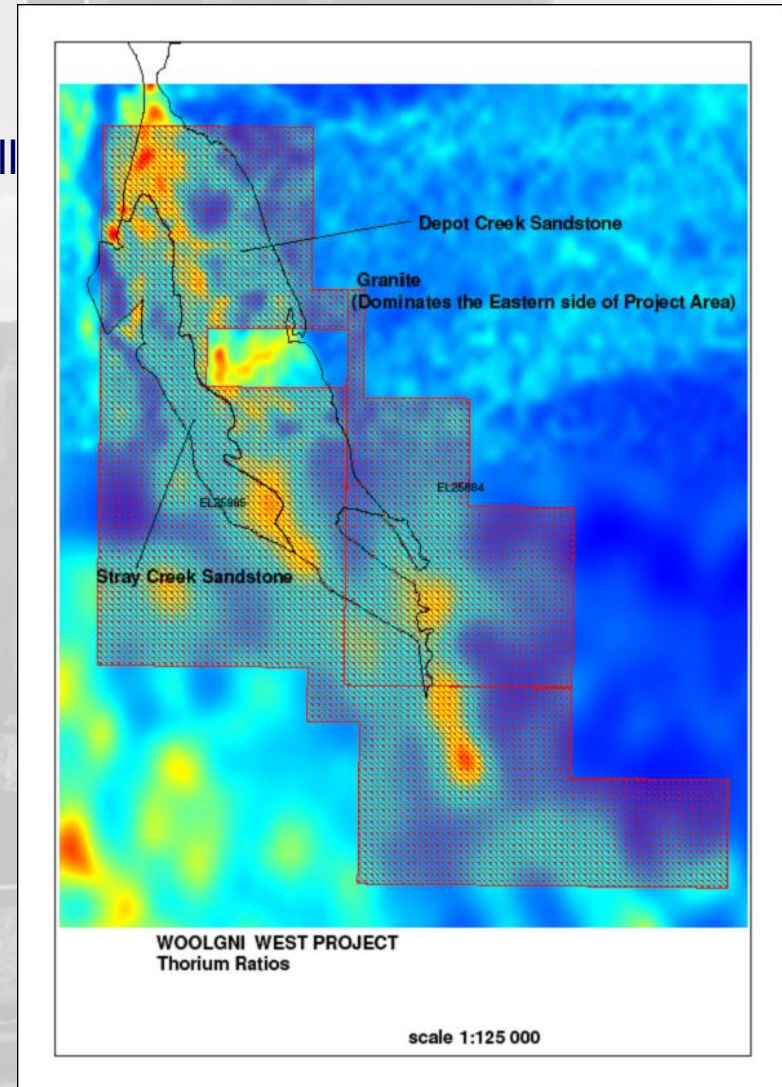 Depot Creek Sandstone
Granite
(Dominates the Eastern side of Project Area)
EL25884
Stray Creek Sandstone
WOOLGNI WEST PROJECT
Thorium Ratios
scale 1:125 000